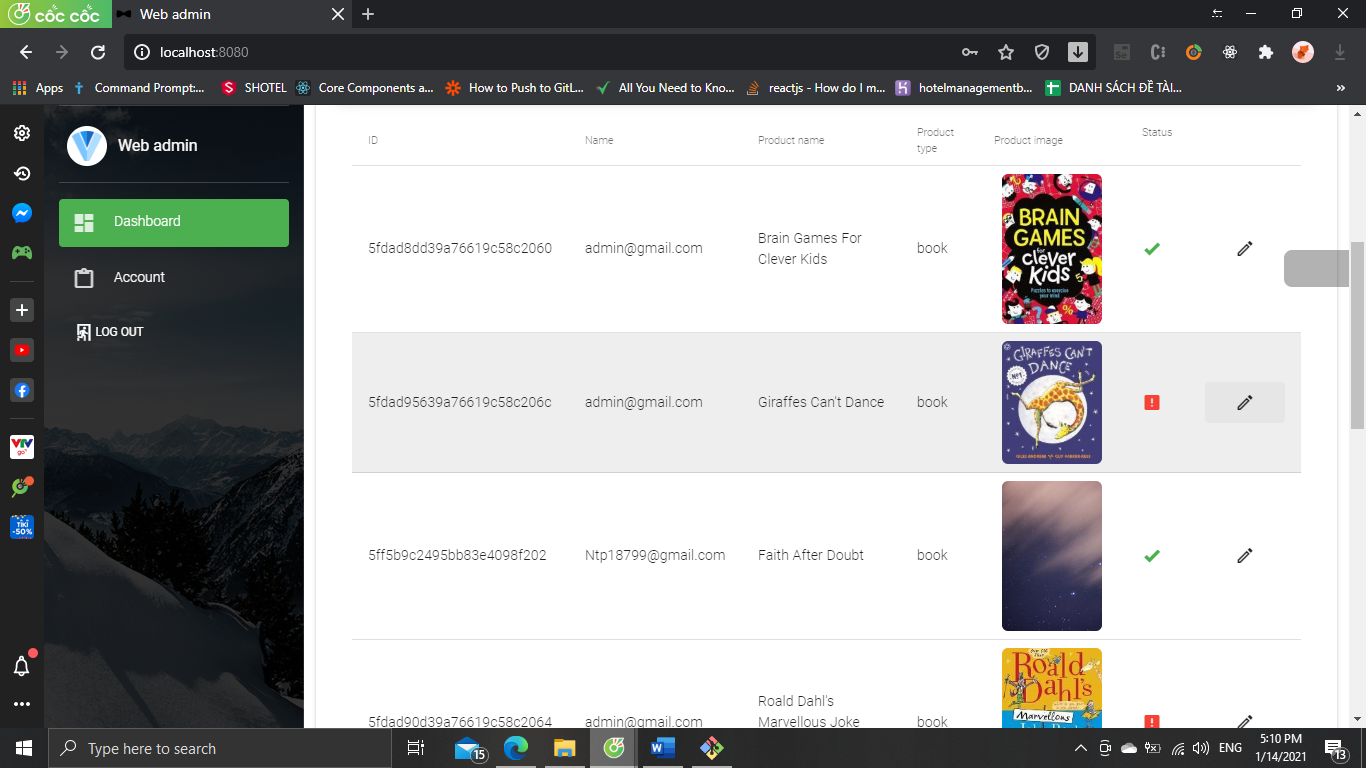 cốc cốc
Web admin
localhost:8080
Apps
Command Prompt:...
SHOTEL
Core Components a...
How to Push to GitL...
All You Need to Kno...
reactjs - How do I m...
hotelmanagementb...
DANH SÁCH ĐỀ TÀI...
»
Web admin
Dashboard
Account
LOG OUT
VTV
go
TIKI
-50%
ID
Name
Product name
Product
type
Product image
Status
5fdad8dd39a76619c58c2060
admin@gmail.com
Brain Games For
Clever Kids
book
BRAIN
GAMES
for
clever
Kids
Puzzles to exercise
your mind
5fdad95639a76619c58c206c
admin@gmail.com
Giraffes Can't Dance
book
GIRAFFES CAN'T
DANCE
Nº1
5ff5b9c2495bb83e4098f202
Ntp18799@gmail.com
Faith After Doubt
book
5fdad90d39a76619c58c2064
admin@gmail.com
Roald Dahl's
Marvellous Joke
book
Roald
Dahl's
Marvellous
Type here to search
15
ENG
5:10 PM
1/14/2021
13